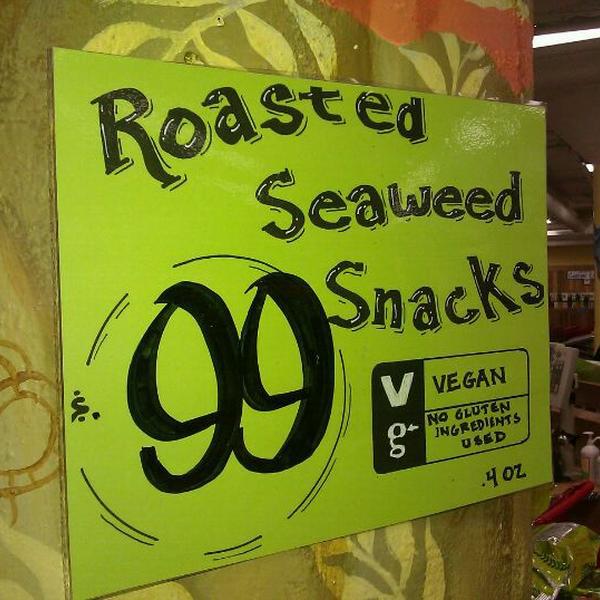 Roasted
Seaweed
Snacks
$.99
V VEGAN
g- NO GLUTEN
INGREDIENTS
USED
.4 OZ